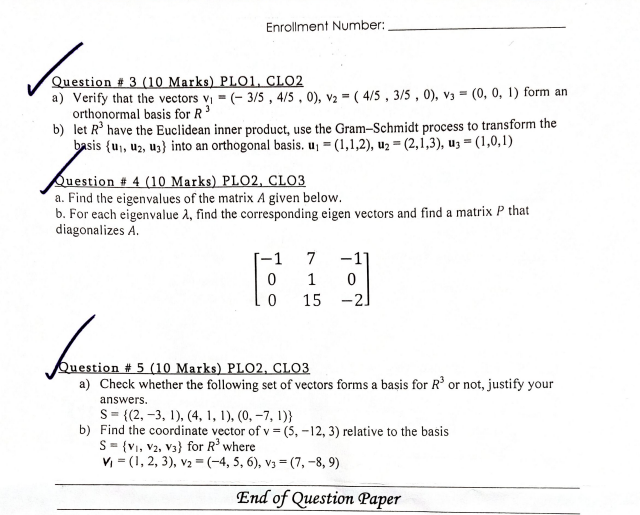 Enrollment Number:
Question # 3 (10 Marks) PLO1, CLO2
a) Verify that the vectors v₁ = (− 3/5 , 4/5 , 0), v₂ = ( 4/5 , 3/5 , 0), v₃ = (0, 0, 1) form an
orthonormal basis for R³
b) let R³ have the Euclidean inner product, use the Gram–Schmidt process to transform the
basis {u₁, u₂, u₃} into an orthogonal basis. u₁ = (1,1,2), u₂ = (2,1,3), u₃ = (1,0,1)
Question # 4 (10 Marks) PLO2, CLO3
a. Find the eigenvalues of the matrix A given below.
b. For each eigenvalue λ, find the corresponding eigen vectors and find a matrix P that
diagonalizes A.
−1 7 −1
0 1 0
0 15 −2
Question # 5 (10 Marks) PLO2, CLO3
a) Check whether the following set of vectors forms a basis for R³ or not, justify your
answers.
S = {(2, −3, 1), (4, 1, 1), (0, −7, 1)}
b) Find the coordinate vector of v = (5, −12, 3) relative to the basis
S = {v₁, v₂, v₃} for R³ where
v₁ = (1, 2, 3), v₂ = (−4, 5, 6), v₃ = (7, −8, 9)
End of Question Paper